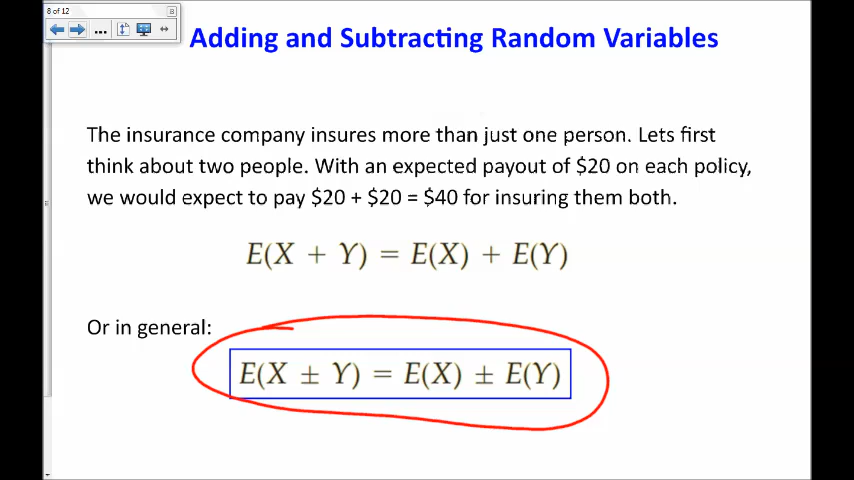 8 of 12
Adding and Subtracting Random Variables
The insurance company insures more than just one person. Lets first
think about two people. With an expected payout of $20 on each policy,
we would expect to pay $20 + $20 = $40 for insuring them both.
E(X + Y) = E(X) + E(Y)
Or in general:
E(X ± Y) = E(X) ± E(Y)